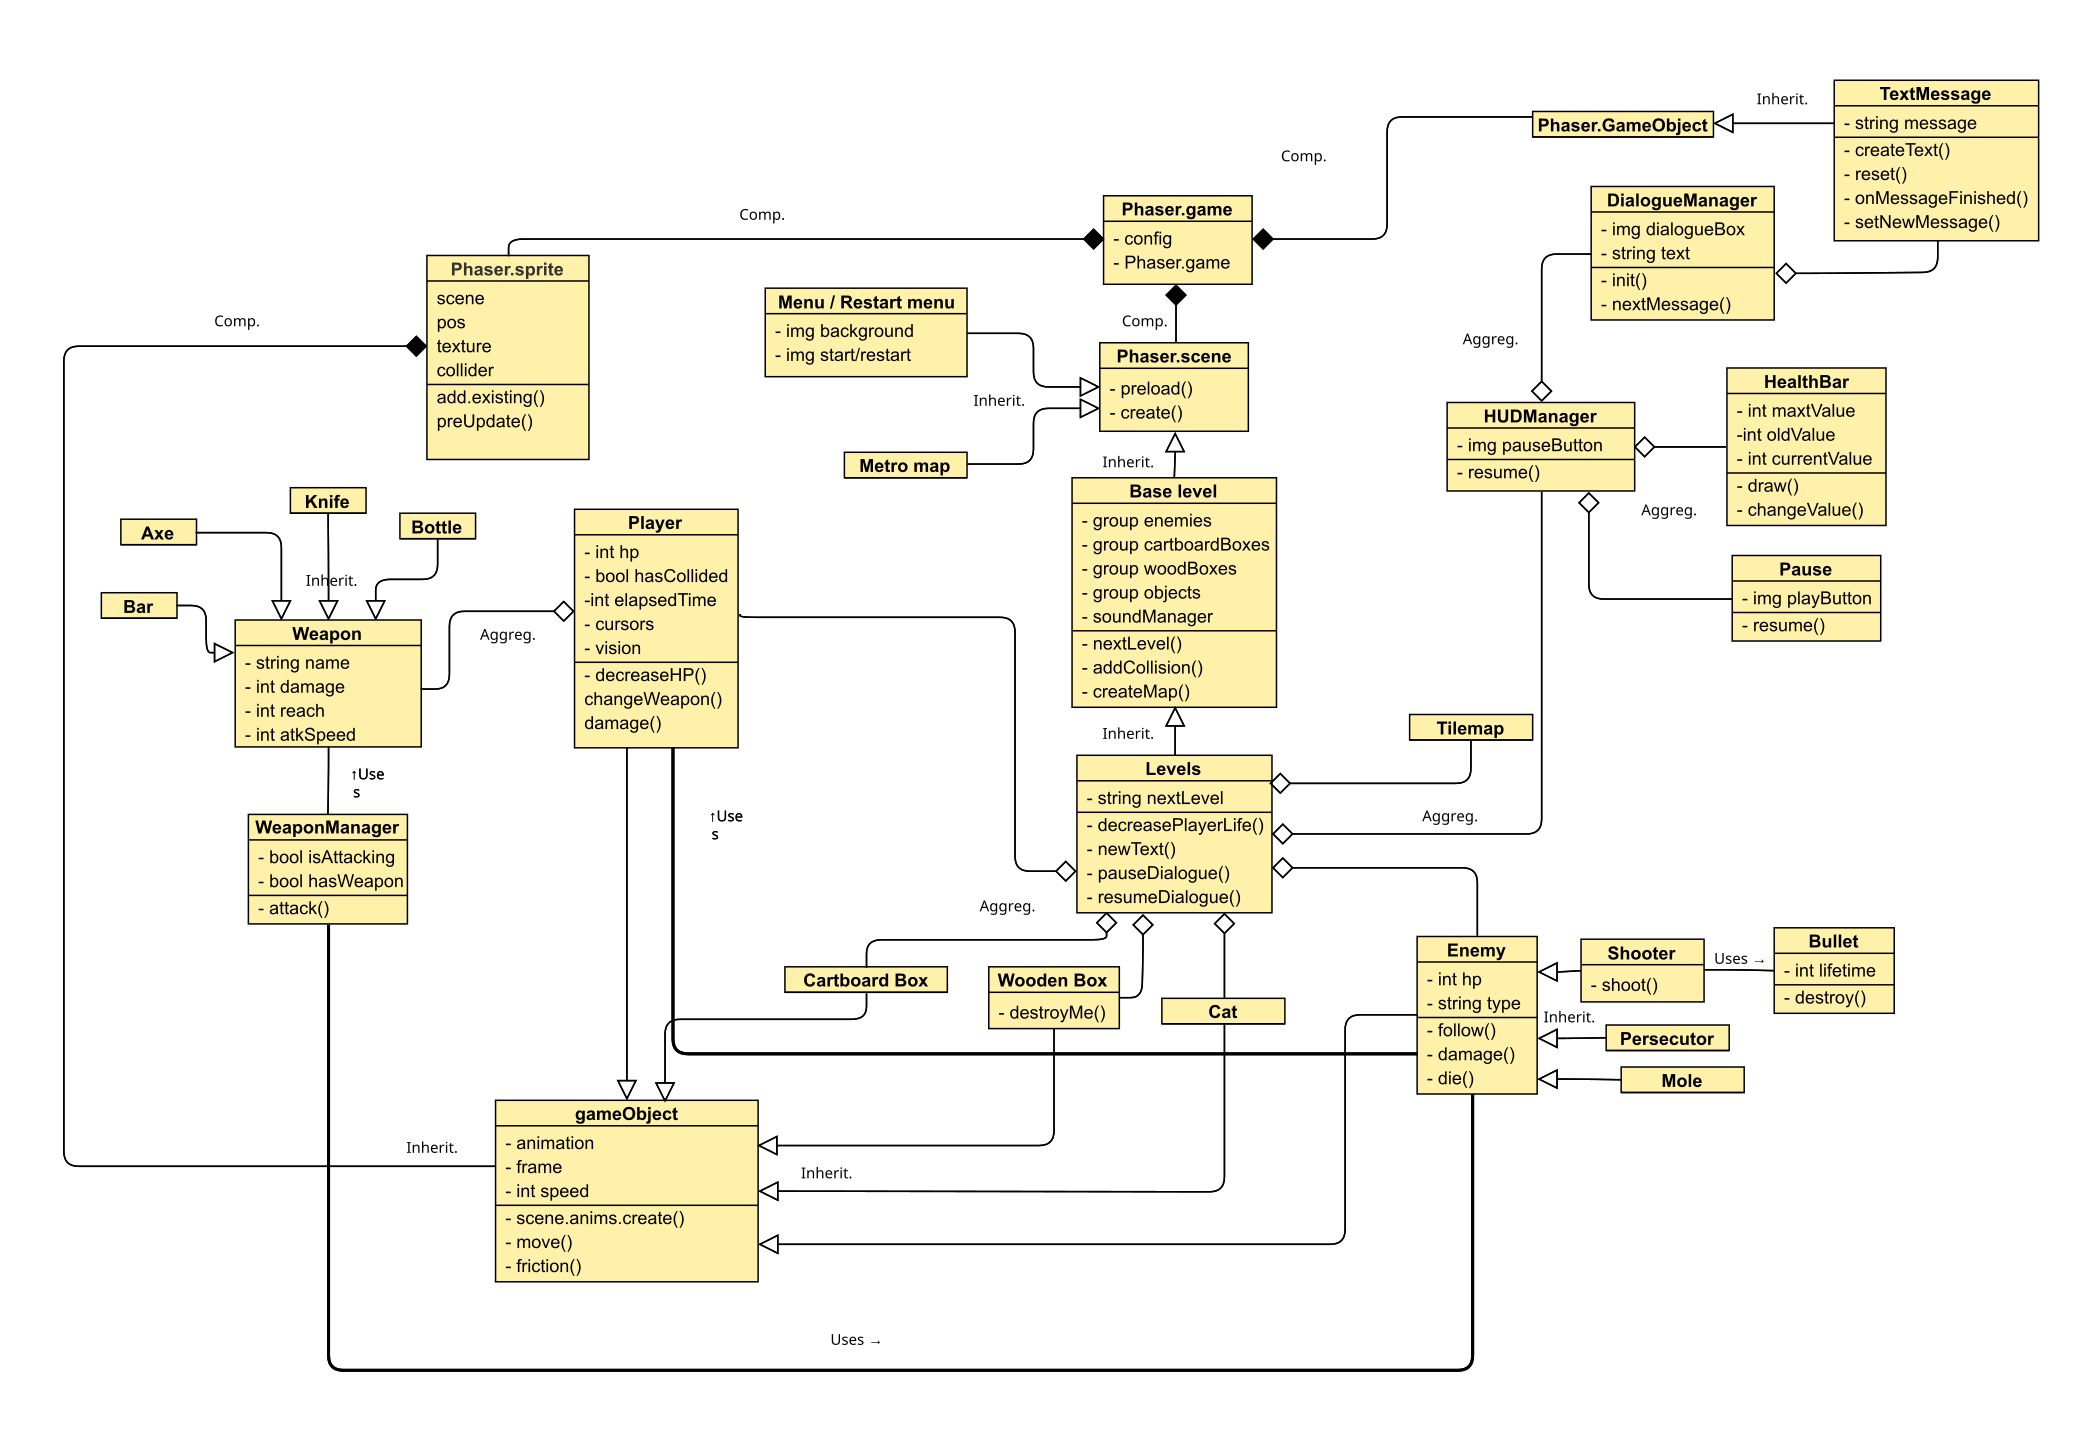 Inherit.
TextMessage
- string message
- createText()
- reset()
- onMessageFinished()
- setNewMessage()
Phaser.GameObject
Comp.
DialogueManager
- img dialogueBox
- string text
- init()
- nextMessage()
Comp.
Phaser.game
- config
- Phaser.game
Phaser.sprite
scene
pos
texture
collider
add.existing()
preUpdate()
Comp.
Menu / Restart menu
- img background
- img start/restart
Comp.
Phaser.scene
- preload()
- create()
Inherit.
Metro map
Aggreg.
HUDManager
- img pauseButton
- resume()
HealthBar
- int maxtValue
-int oldValue
- int currentValue
- draw()
- changeValue()
Aggreg.
Pause
- img playButton
- resume()
Inherit.
Base level
- group enemies
- group cartboardBoxes
- group woodBoxes
- group objects
- soundManager
- nextLevel()
- addCollision()
- createMap()
Knife
Axe
Bottle
Inherit.
Bar
Weapon
- string name
- int damage
- int reach
- int atkSpeed
Aggreg.
Player
- int hp
- bool hasCollided
-int elapsedTime
- cursors
- vision
- decreaseHP()
changeWeapon()
damage()
↑Use
s
WeaponManager
- bool isAttacking
- bool hasWeapon
- attack()
↑Use
s
Inherit.
Levels
- string nextLevel
- decreasePlayerLife()
- newText()
- pauseDialogue()
- resumeDialogue()
Tilemap
Aggreg.
Aggreg.
Cartboard Box
Wooden Box
- destroyMe()
Cat
Enemy
- int hp
- string type
- follow()
- damage()
- die()
Shooter
- shoot()
Uses →
Bullet
- int lifetime
- destroy()
Inherit.
Persecutor
Mole
gameObject
- animation
- frame
- int speed
- scene.anims.create()
- move()
- friction()
Inherit.
Inherit.
Uses →